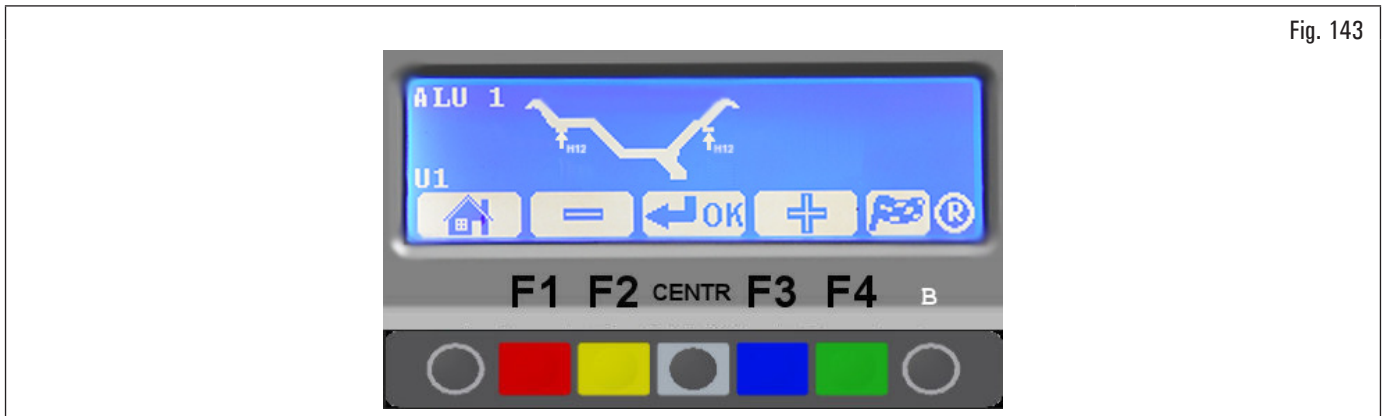 Fig. 143
ALU 1
H12 H12
U1
OK ®
F1 F2 CENTR F3 F4 B